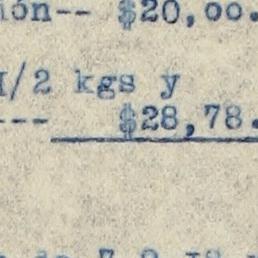 ión-- $20,oo.
1/2 kgs y
--- $28,78.